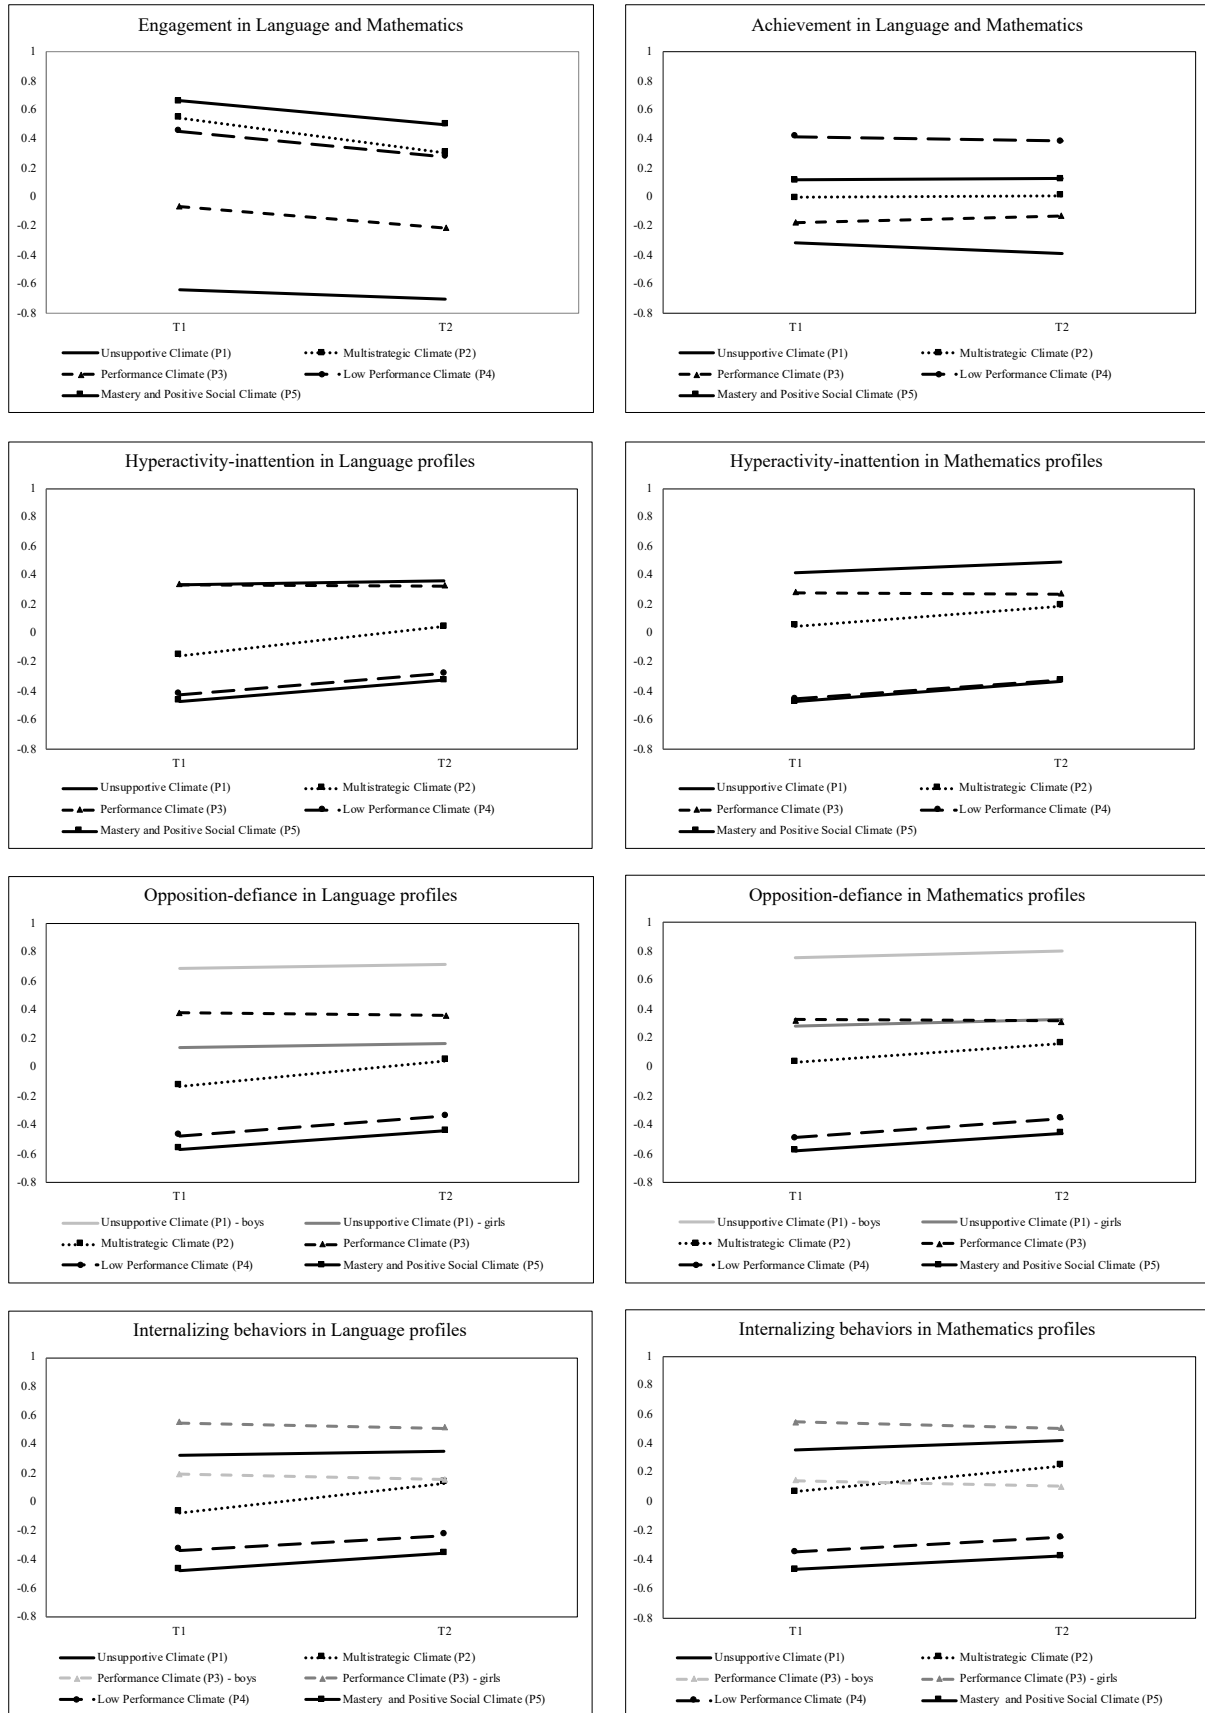 Engagement in Language and Mathematics
1
0.8
0.6
0.4
0.2
0
-0.2
-0.4
-0.6
-0.8
T1 T2
Unsupportive Climate (P1) Multistrategic Climate (P2)
Performance Climate (P3) Low Performance Climate (P4)
Mastery and Positive Social Climate (P5)
Achievement in Language and Mathematics
1
0.8
0.6
0.4
0.2
0
-0.2
-0.4
-0.6
-0.8
T1 T2
Unsupportive Climate (P1) Multistrategic Climate (P2)
Performance Climate (P3) Low Performance Climate (P4)
Mastery and Positive Social Climate (P5)
Hyperactivity-inattention in Language profiles
1
0.8
0.6
0.4
0.2
0
-0.2
-0.4
-0.6
-0.8
T1 T2
Unsupportive Climate (P1) Multistrategic Climate (P2)
Performance Climate (P3) Low Performance Climate (P4)
Mastery and Positive Social Climate (P5)
Hyperactivity-inattention in Mathematics profiles
1
0.8
0.6
0.4
0.2
0
-0.2
-0.4
-0.6
-0.8
T1 T2
Unsupportive Climate (P1) Multistrategic Climate (P2)
Performance Climate (P3) Low Performance Climate (P4)
Mastery and Positive Social Climate (P5)
Opposition-defiance in Language profiles
1
0.8
0.6
0.4
0.2
0
-0.2
-0.4
-0.6
-0.8
T1 T2
Unsupportive Climate (P1) - boys Unsupportive Climate (P1) - girls
Multistrategic Climate (P2) Performance Climate (P3)
Low Performance Climate (P4) Mastery and Positive Social Climate (P5)
Opposition-defiance in Mathematics profiles
1
0.8
0.6
0.4
0.2
0
-0.2
-0.4
-0.6
-0.8
T1 T2
Unsupportive Climate (P1) - boys Unsupportive Climate (P1) - girls
Multistrategic Climate (P2) Performance Climate (P3)
Low Performance Climate (P4) Mastery and Positive Social Climate (P5)
Internalizing behaviors in Language profiles
1
0.8
0.6
0.4
0.2
0
-0.2
-0.4
-0.6
-0.8
T1 T2
Unsupportive Climate (P1) Multistrategic Climate (P2)
Performance Climate (P3) - boys Performance Climate (P3) - girls
Low Performance Climate (P4) Mastery and Positive Social Climate (P5)
Internalizing behaviors in Mathematics profiles
1
0.8
0.6
0.4
0.2
0
-0.2
-0.4
-0.6
-0.8
T1 T2
Unsupportive Climate (P1) Multistrategic Climate (P2)
Performance Climate (P3) - boys Performance Climate (P3) - girls
Low Performance Climate (P4) Mastery and Positive Social Climate (P5)